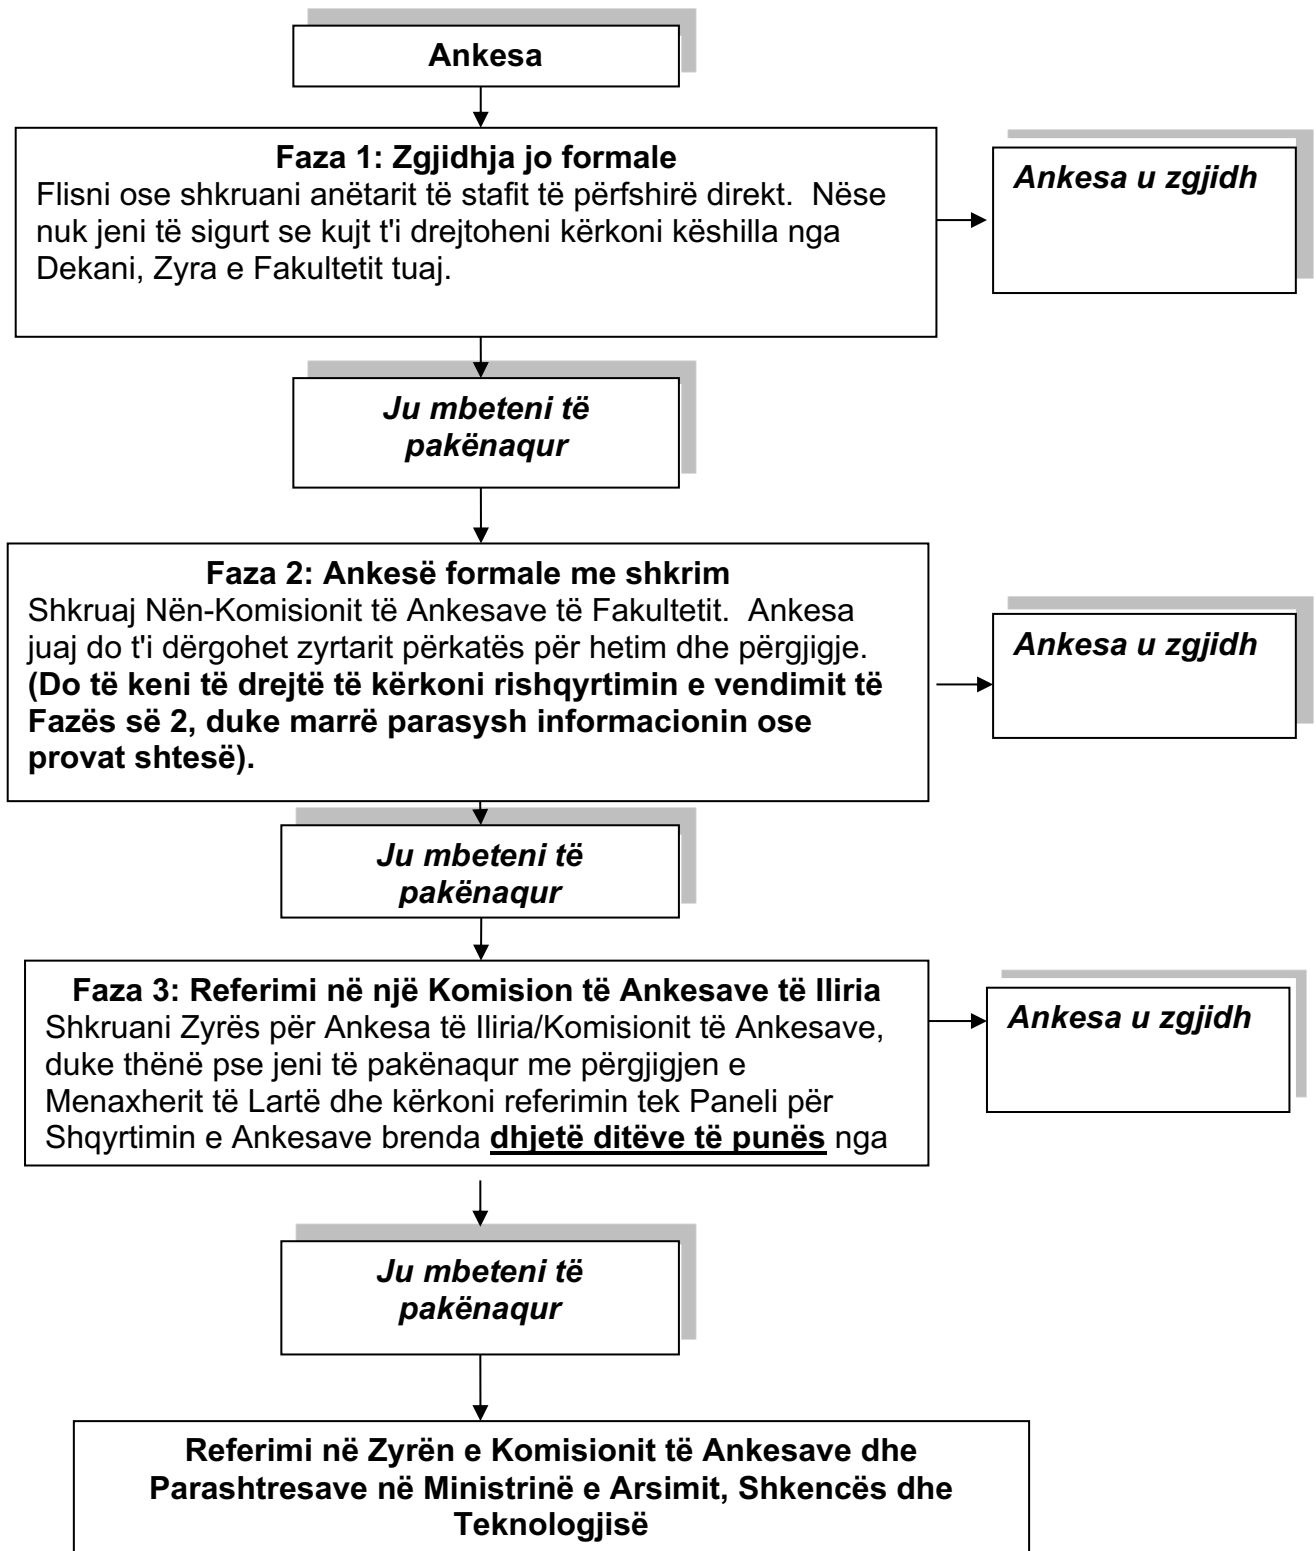 Ankesa
Faza 1: Zgjidhja jo formale
Flisni ose shkruani anëtarit të stafit të përfshirë direkt.  Nëse
nuk jeni të sigurt se kujt t'i drejtoheni kërkoni këshilla nga
Dekani, Zyra e Fakultetit tuaj.
Ankesa u zgjidh
Ju mbeteni të
pakënaqur
Faza 2: Ankesë formale me shkrim
Shkruaj Nën-Komisionit të Ankesave të Fakultetit.  Ankesa
juaj do t'i dërgohet zyrtarit përkatës për hetim dhe përgjigje.
(Do të keni të drejtë të kërkoni rishqyrtimin e vendimit të
Fazës së 2, duke marrë parasysh informacionin ose
provat shtesë).
Ankesa u zgjidh
Ju mbeteni të
pakënaqur
Faza 3: Referimi në një Komision të Ankesave të Iliria
Shkruani Zyrës për Ankesa të Iliria/Komisionit të Ankesave,
duke thënë pse jeni të pakënaqur me përgjigjen e
Menaxherit të Lartë dhe kërkoni referimin tek Paneli për
Shqyrtimin e Ankesave brenda dhjetë ditëve të punës nga
Ankesa u zgjidh
Ju mbeteni të
pakënaqur
Referimi në Zyrën e Komisionit të Ankesave dhe
Parashtresave në Ministrinë e Arsimit, Shkencës dhe
Teknologjisë